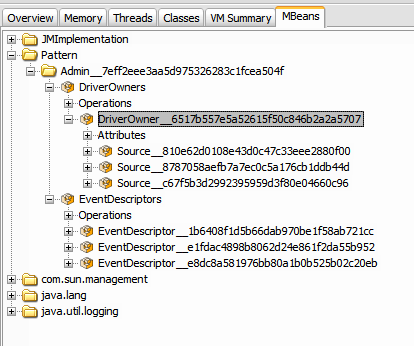 Overview Memory Threads Classes VM Summary MBeans
JMImplementation
Pattern
Admin__7eff2eee3aa5d975326283c1fcea504f
DriverOwners
Operations
DriverOwner__6517b557e5a52615f50c846b2a2a5707
Attributes
Source__810e62d0108e43d0c47c33eee2880f00
Source__8787058aefb7a7ec0c5a176cb1ddb44d
Source__c67f5b3d2992395959d3f80e04660c96
EventDescriptors
Operations
EventDescriptor__1b6408f1d5b66dab970be1f58ab721cc
EventDescriptor__e1fdac4898b8062d24e861f2da55b952
EventDescriptor__e8dc8a581976bb80a1b0b525b02c20eb
com.sun.management
java.lang
java.util.logging